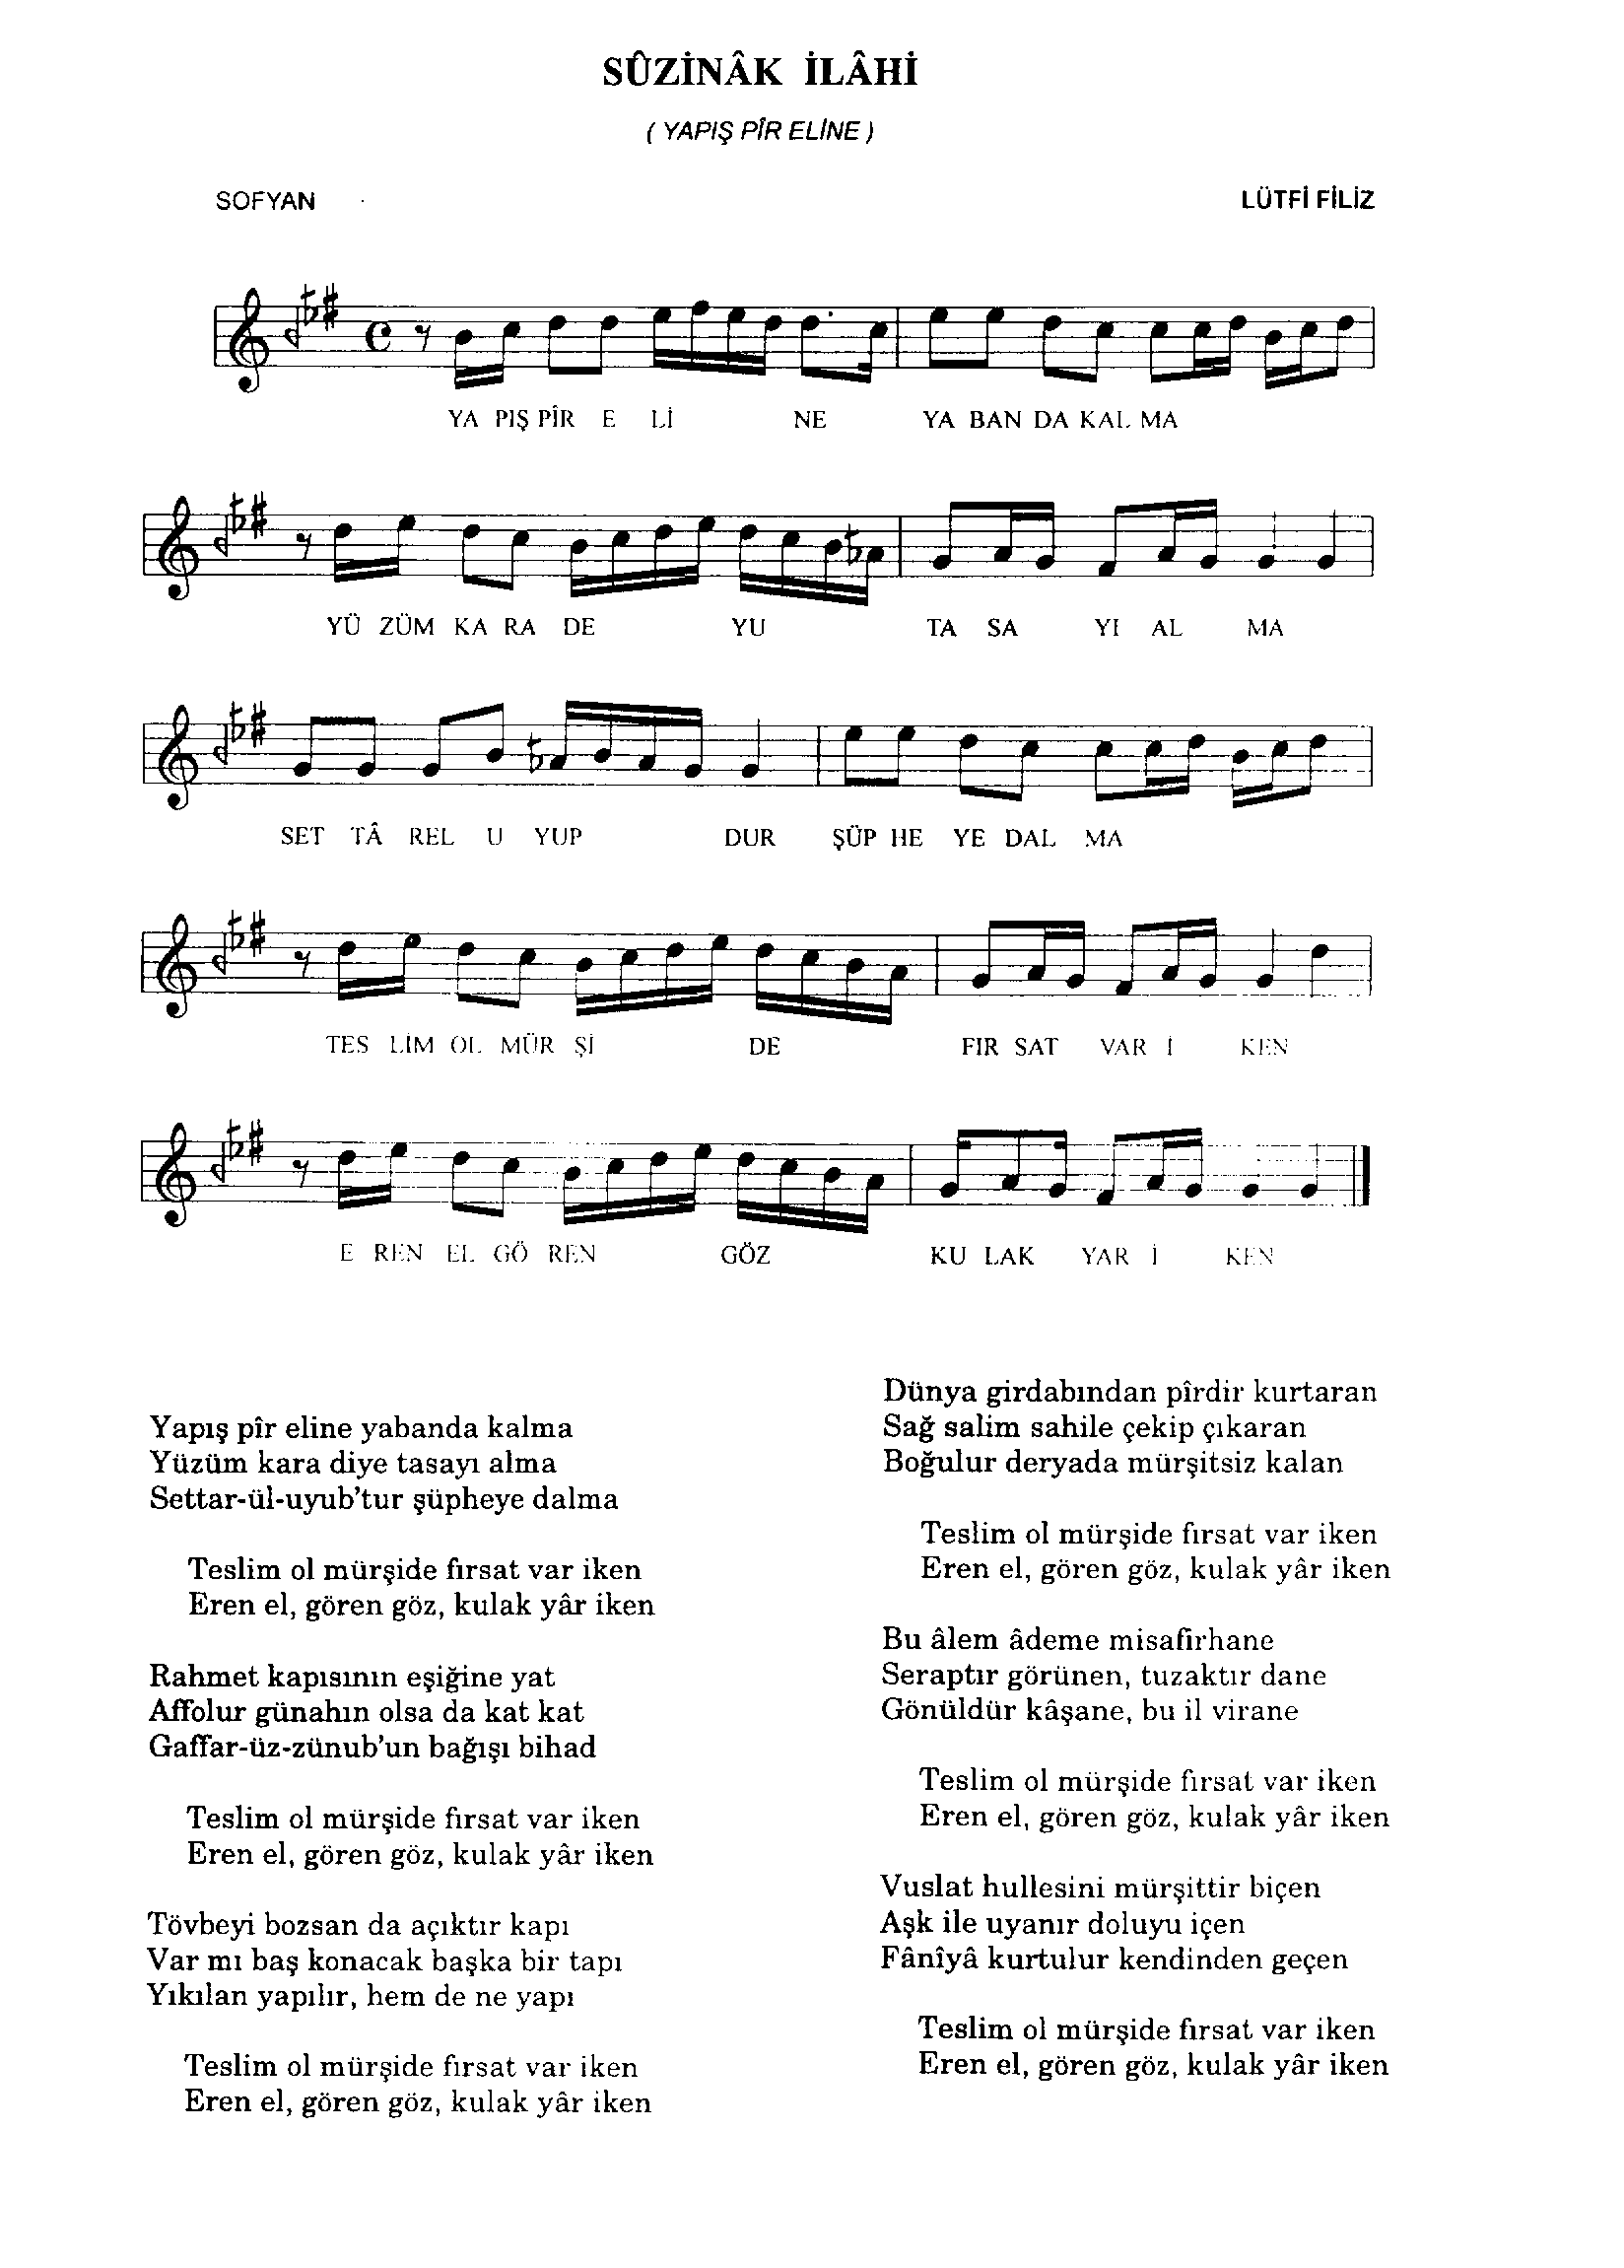 SÛZİNÂK İLÂHİ
( YAPIŞ PÎR ELİNE )
SOFYAN
LÜTFİ FİLİZ
YA PIŞ PÎR E Lİ NE YA BAN DA KAL MA
YÜ ZÜM KA RA DE YU TA SA YI AL MA
SET TÂ REL U YUP DUR ŞÜP HE YE DAL MA
TES LİM OL MÜR Şİ DE FIR SAT VAR İ KEN
E REN EL GÖ REN GÖZ KU LAK YAR İ KEN
Yapış pîr eline yabanda kalma
Yüzüm kara diye tasayı alma
Settar-ül-uyub'tur şüpheye dalma
Teslim ol mürşide fırsat var iken
Eren el, gören göz, kulak yâr iken
Rahmet kapısının eşiğine yat
Affolur günahın olsa da kat kat
Gaffar-üz-zünub'un bağışı bihad
Teslim ol mürşide fırsat var iken
Eren el, gören göz, kulak yâr iken
Tövbeyi bozsan da açıktır kapı
Var mı baş konacak başka bir tapı
Yıkılan yapılır, hem de ne yapı
Teslim ol mürşide fırsat var iken
Eren el, gören göz, kulak yâr iken
Dünya girdabından pîrdir kurtaran
Sağ salim sahile çekip çıkaran
Boğulur deryada mürşitsiz kalan
Teslim ol mürşide fırsat var iken
Eren el, gören göz, kulak yâr iken
Bu âlem âdeme misafirhane
Seraptır görünen, tuzaktır dane
Gönüldür kâşane, bu il virane
Teslim ol mürşide fırsat var iken
Eren el, gören göz, kulak yâr iken
Vuslat hullesini mürşittir biçen
Aşk ile uyanır doluyu içen
Fânîyâ kurtulur kendinden geçen
Teslim ol mürşide fırsat var iken
Eren el, gören göz, kulak yâr iken